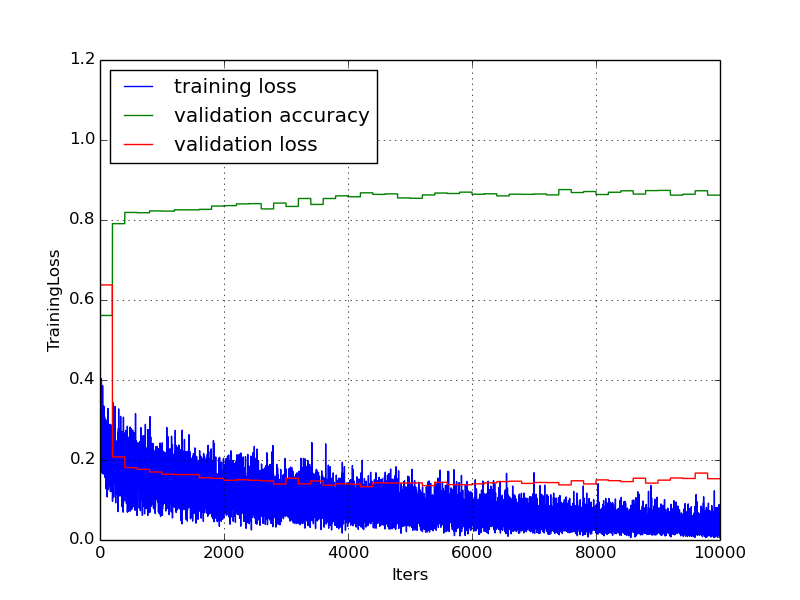 1.2
1.0
0.8
0.6
0.4
0.2
0.0
training loss
validation accuracy
validation loss
TrainingLoss
0
2000
4000
6000
8000
10000
Iters